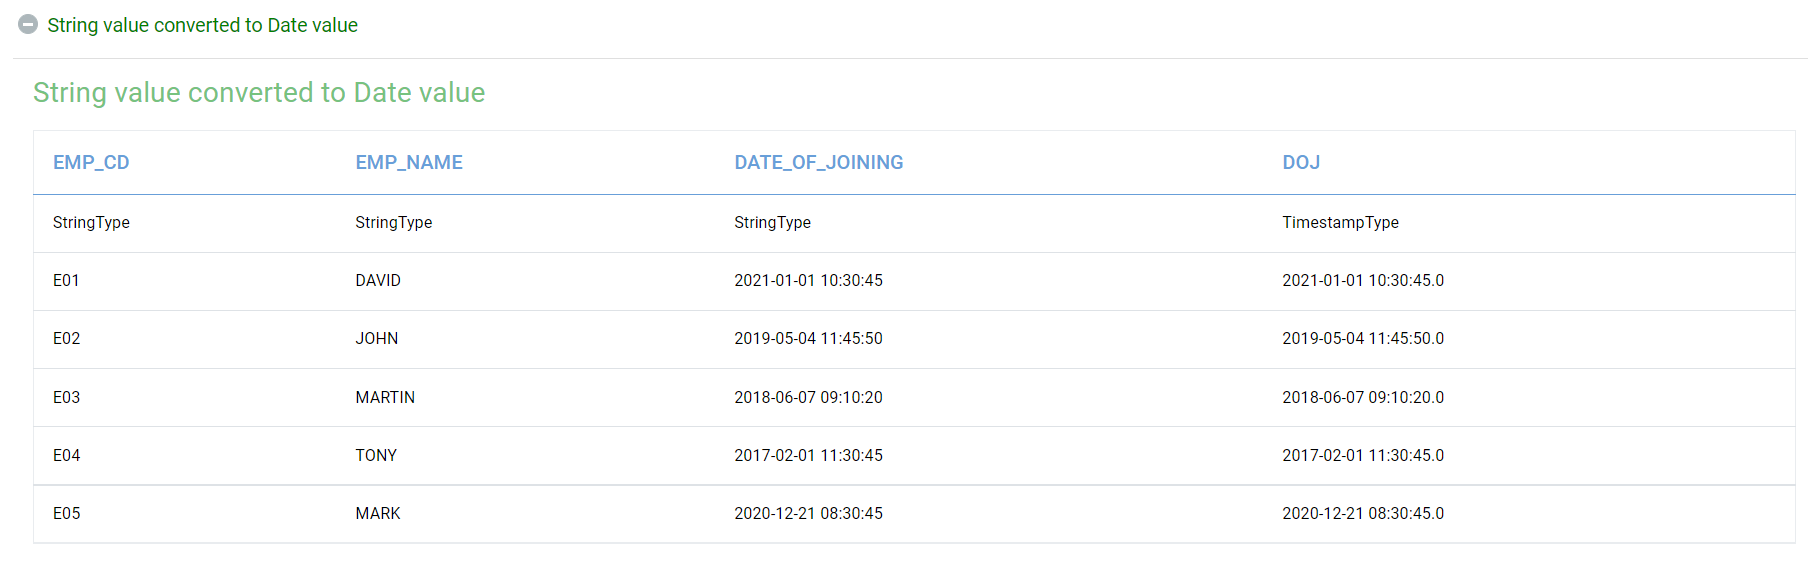 String value converted to Date value
String value converted to Date value
EMP_CD EMP_NAME DATE_OF_JOINING DOJ
StringType StringType StringType TimestampType
E01 DAVID 2021-01-01 10:30:45 2021-01-01 10:30:45.0
E02 JOHN 2019-05-04 11:45:50 2019-05-04 11:45:50.0
E03 MARTIN 2018-06-07 09:10:20 2018-06-07 09:10:20.0
E04 TONY 2017-02-01 11:30:45 2017-02-01 11:30:45.0
E05 MARK 2020-12-21 08:30:45 2020-12-21 08:30:45.0